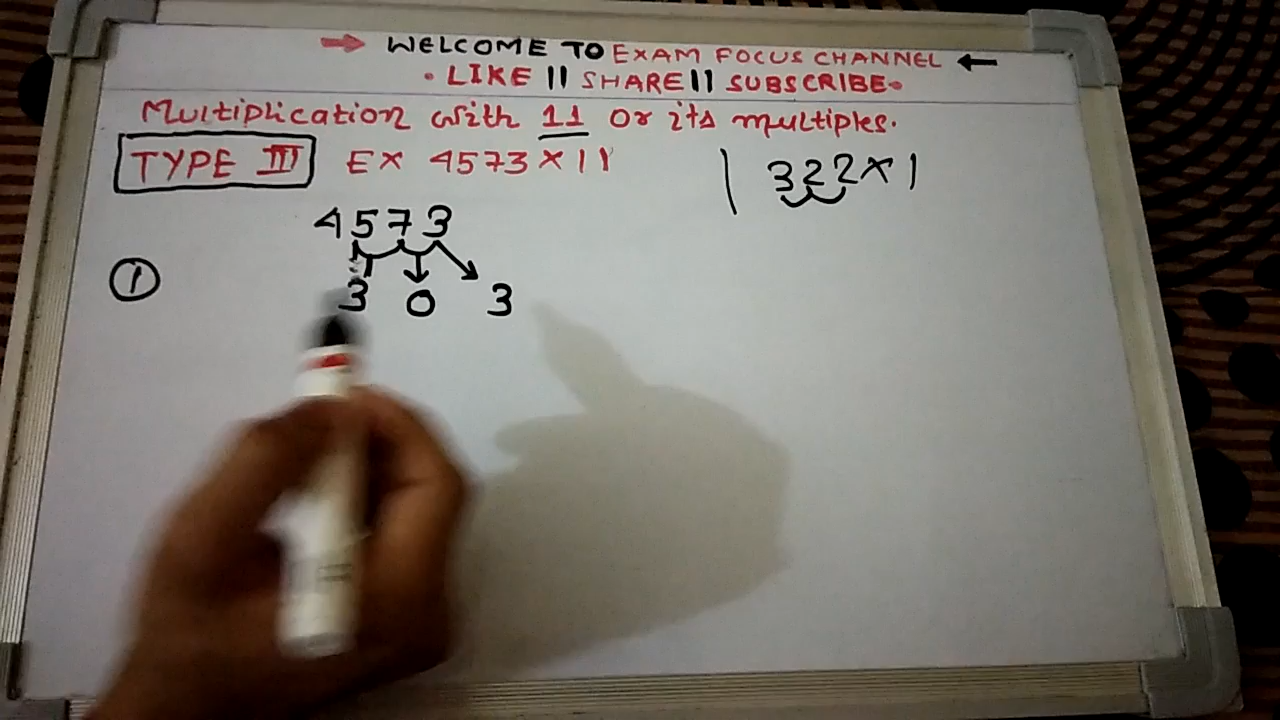 → WELCOME TO EXAM FOCUS CHANNEL ←
• LIKE || SHARE || SUBSCRIBE •
Multiplication with 11 or its multiples.
TYPE III EX 4573 × 11
| 322 × 1
4573
①
3 0 3